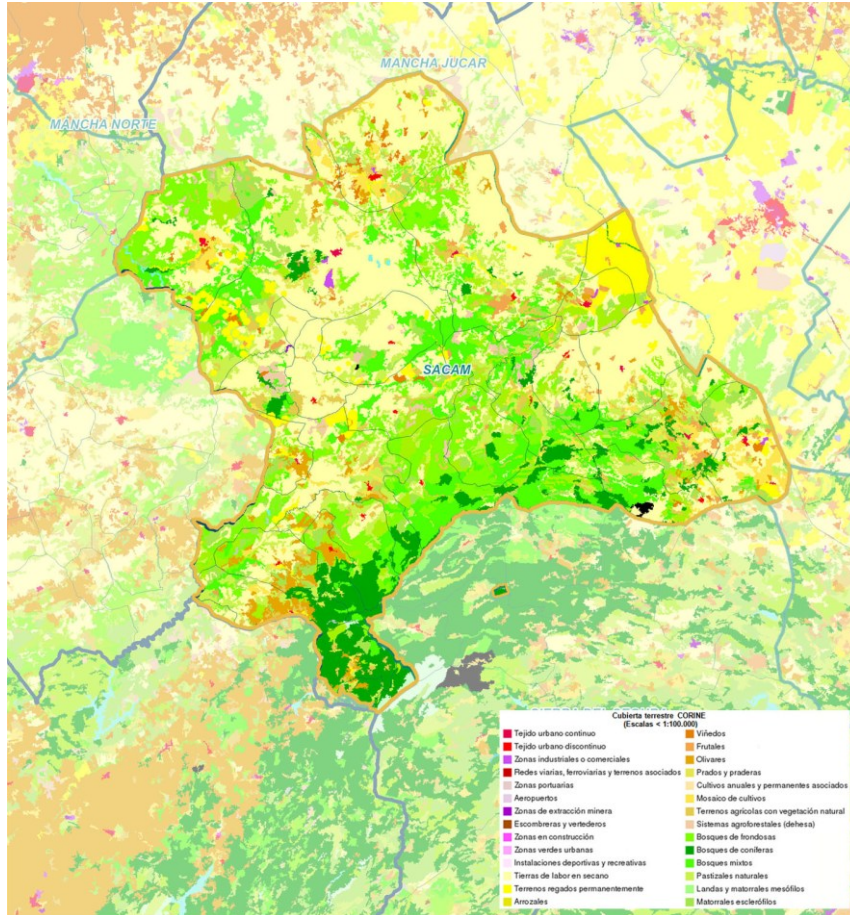 MANCHA JUCAR
MANCHA NORTE
SACAM
Cubierta terrestre CORINE
(Escalas < 1:100.000)
Tejido urbano continuo
Tejido urbano discontinuo
Zonas industriales o comerciales
Redes viarias, ferroviarias y terrenos asociados
Zonas portuarias
Aeropuertos
Zonas de extracción minera
Escombreras y vertederos
Zonas en construcción
Zonas verdes urbanas
Instalaciones deportivas y recreativas
Tierras de labor en secano
Terrenos regados permanentemente
Arrozales
Viñedos
Frutales
Olivares
Prados y praderas
Cultivos anuales y permanentes asociados
Mosaico de cultivos
Terrenos agrícolas con vegetación natural
Sistemas agroforestales (dehesa)
Bosques de frondosas
Bosques de coníferas
Bosques mixtos
Pastizales naturales
Landas y matorrales mesófilos
Matorrales esclerófilos